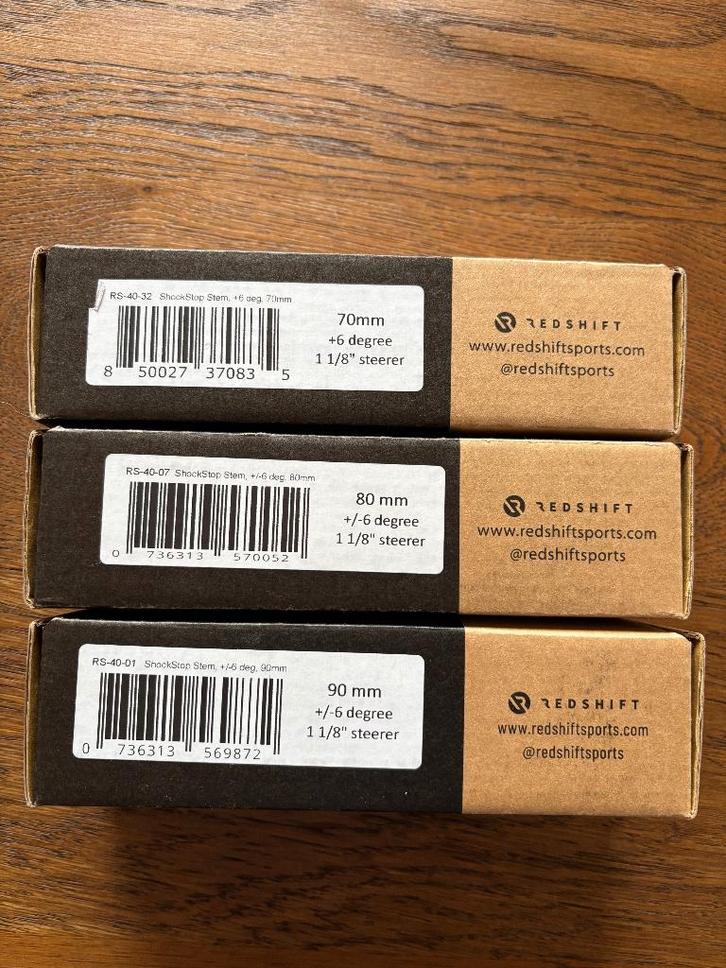 RS-40-32 ShockStop Stem, +6 deg, 70mm
8 50027 37083 5
70mm
+6 degree
1 1/8" steerer
REDSHIFT
www.redshiftsports.com
@redshiftsports
RS-40-07 ShockStop Stem, +/-6 deg, 80mm
0 736313 570052
80 mm
+/-6 degree
1 1/8" steerer
REDSHIFT
www.redshiftsports.com
@redshiftsports
RS-40-01 ShockStop Stem, +/-6 deg, 90mm
0 736313 569872
90 mm
+/-6 degree
1 1/8" steerer
REDSHIFT
www.redshiftsports.com
@redshiftsports